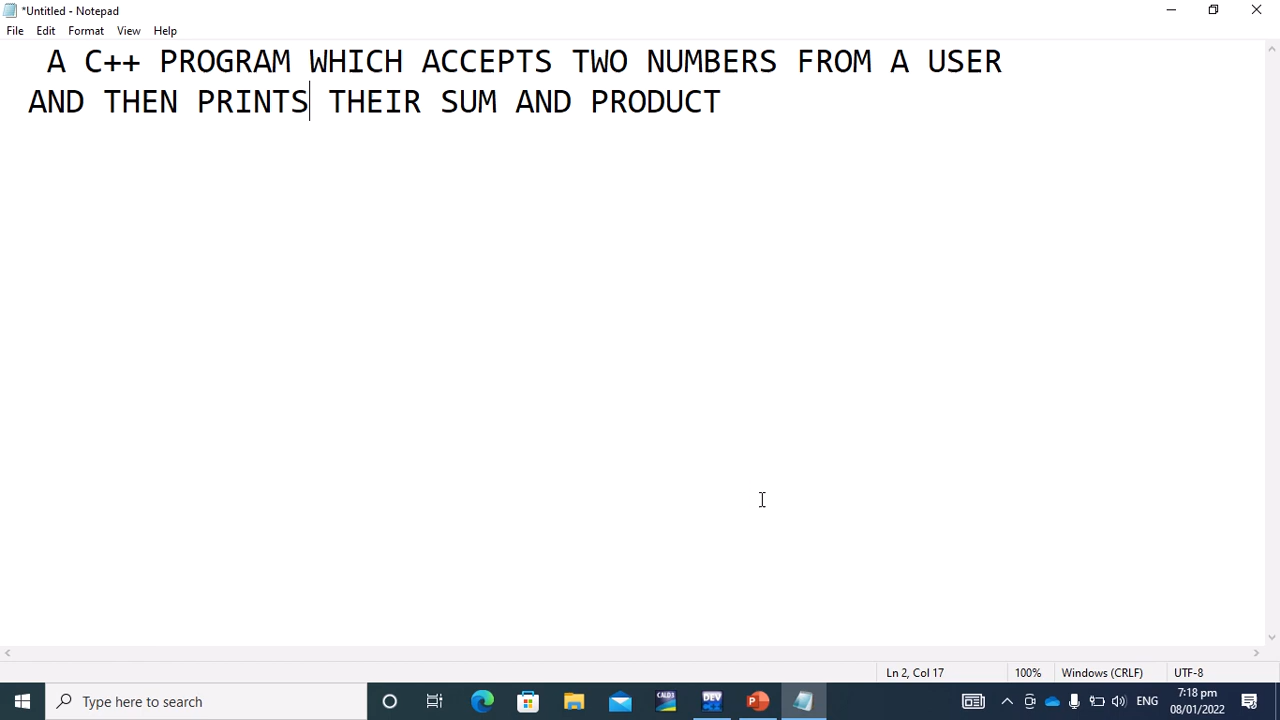 *Untitled - Notepad
File Edit Format View Help
A C++ PROGRAM WHICH ACCEPTS TWO NUMBERS FROM A USER
AND THEN PRINTS THEIR SUM AND PRODUCT
Ln 2, Col 17 100% Windows (CRLF) UTF-8
Type here to search
CALD3
DEV
P
ENG
7:18 pm
08/01/2022